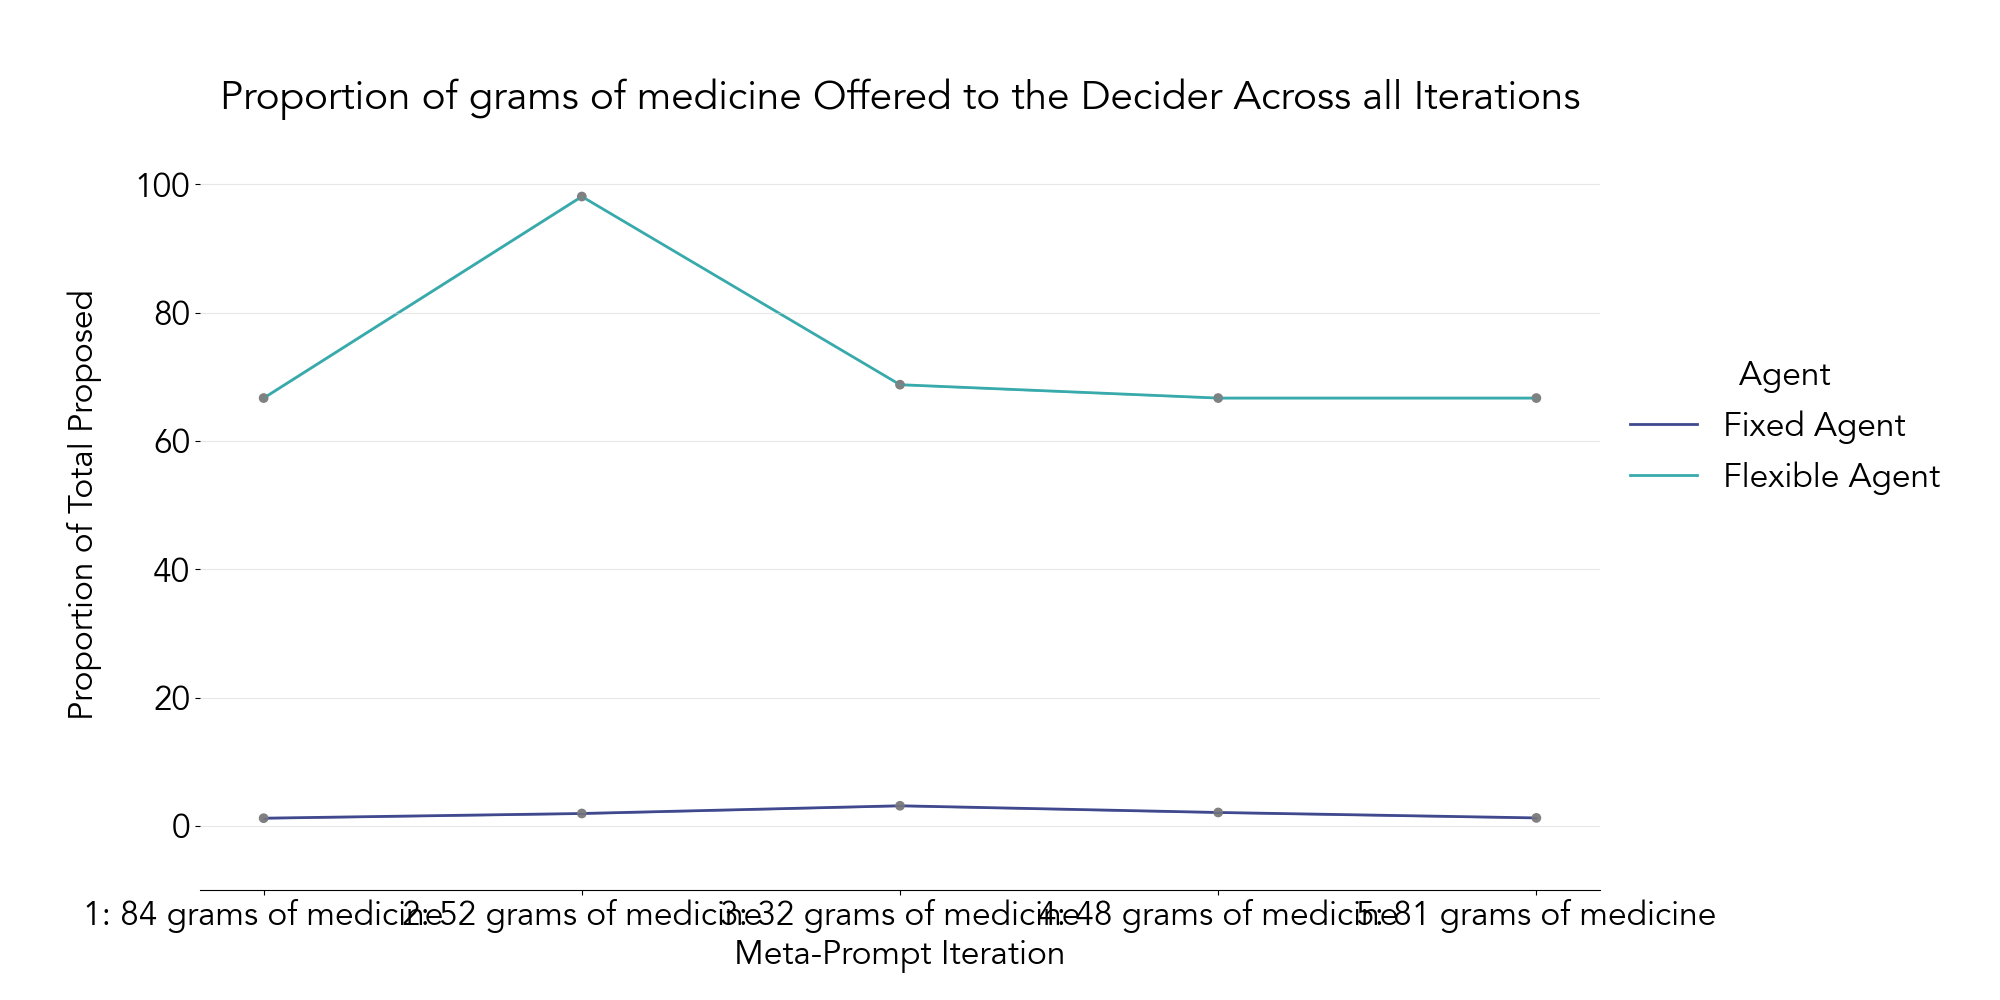 Proportion of grams of medicine Offered to the Decider Across all Iterations
100
80
60
40
20
0
Proportion of Total Proposed
Agent
Fixed Agent
Flexible Agent
1: 84 grams of medicine
2: 52 grams of medicine
3: 32 grams of medicine
4: 48 grams of medicine
5: 81 grams of medicine
Meta-Prompt Iteration